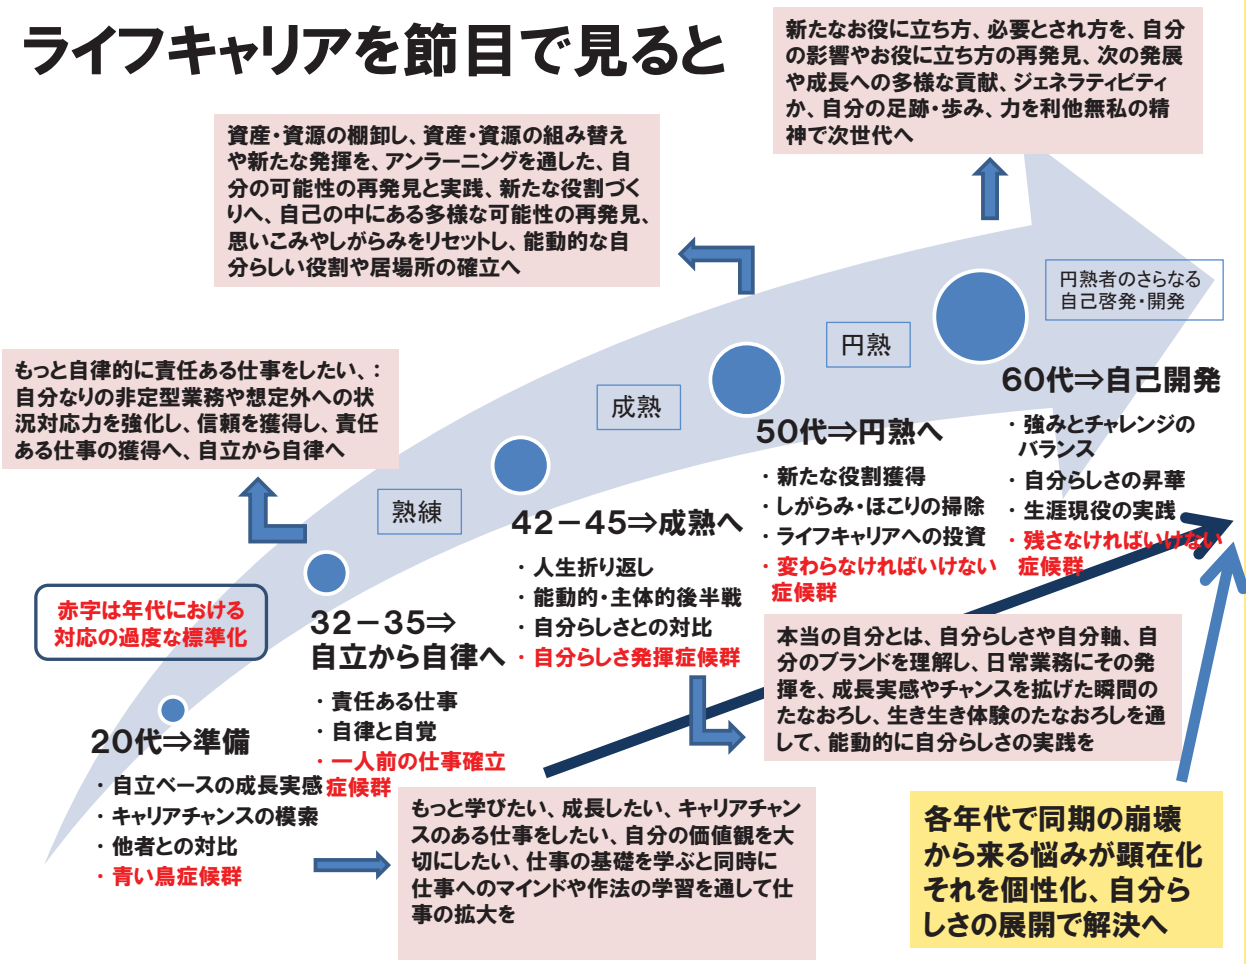 ライフキャリアを節目で見ると
新たなお役に立ち方、必要とされ方を、自分
の影響やお役に立ち方の再発見、次の発展
や成長への多様な貢献、ジェネラティビティ
か、自分の足跡・歩み、力を利他無私の精
神で次世代へ
資産・資源の棚卸し、資産・資源の組み替え
や新たな発揮を、アンラーニングを通した、自
分の可能性の再発見と実践、新たな役割づく
りへ、自己の中にある多様な可能性の再発見、
思いこみやしがらみをリセットし、能動的な自
分らしい役割や居場所の確立へ
円熟者のさらなる
自己啓発・開発
円熟
もっと自律的に責任ある仕事をしたい、：
自分なりの非定型業務や想定外への状
況対応力を強化し、信頼を獲得し、責任
ある仕事の獲得へ、自立から自律へ
成熟
熟練
60代⇒自己開発
・強みとチャレンジの
バランス
・自分らしさの昇華
・生涯現役の実践
・残さなければいけない
症候群
50代⇒円熟へ
・新たな役割獲得
・しがらみ・ほこりの掃除
・ライフキャリアへの投資
・変わらなければいけない
症候群
42－45⇒成熟へ
・人生折り返し
・能動的・主体的後半戦
・自分らしさとの対比
・自分らしさ発揮症候群
赤字は年代における
対応の過度な標準化
32－35⇒
自立から自律へ
・責任ある仕事
・自律と自覚
・一人前の仕事確立
症候群
20代⇒準備
・自立ベースの成長実感
・キャリアチャンスの模索
・他者との対比
・青い鳥症候群
本当の自分とは、自分らしさや自分軸、自
分のブランドを理解し、日常業務にその発
揮を、成長実感やチャンスを拡げた瞬間の
たなおろし、生き生き体験のたなおろしを通
して、能動的に自分らしさの実践を
もっと学びたい、成長したい、キャリアチャン
スのある仕事をしたい、自分の価値観を大
切にしたい、仕事の基礎を学ぶと同時に
仕事へのマインドや作法の学習を通して仕
事の拡大を
各年代で同期の崩壊
から来る悩みが顕在化
それを個性化、自分ら
しさの展開で解決へ